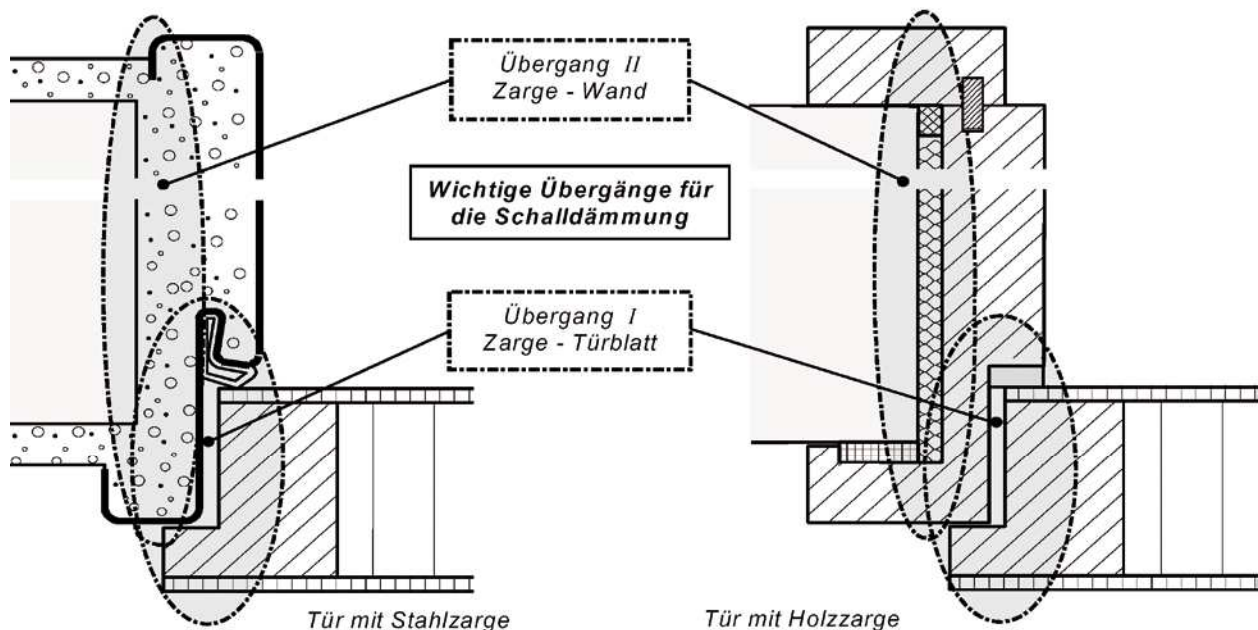 Übergang II
Zarge - Wand
Wichtige Übergänge für
die Schalldämmung
Übergang I
Zarge - Türblatt
Tür mit Stahlzarge
Tür mit Holzzarge